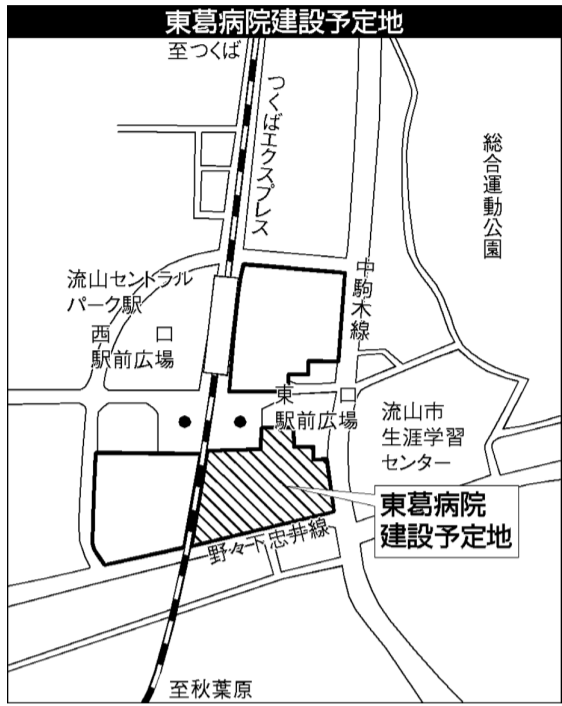 東葛病院建設予定地
至つくば
つくばエクスプレス
総合運動公園
流山セントラル
パーク駅
中駒木線
西口
駅前広場
東口
駅前広場
流山市
生涯学習
センター
東葛病院
建設予定地
野々下思井線
至秋葉原